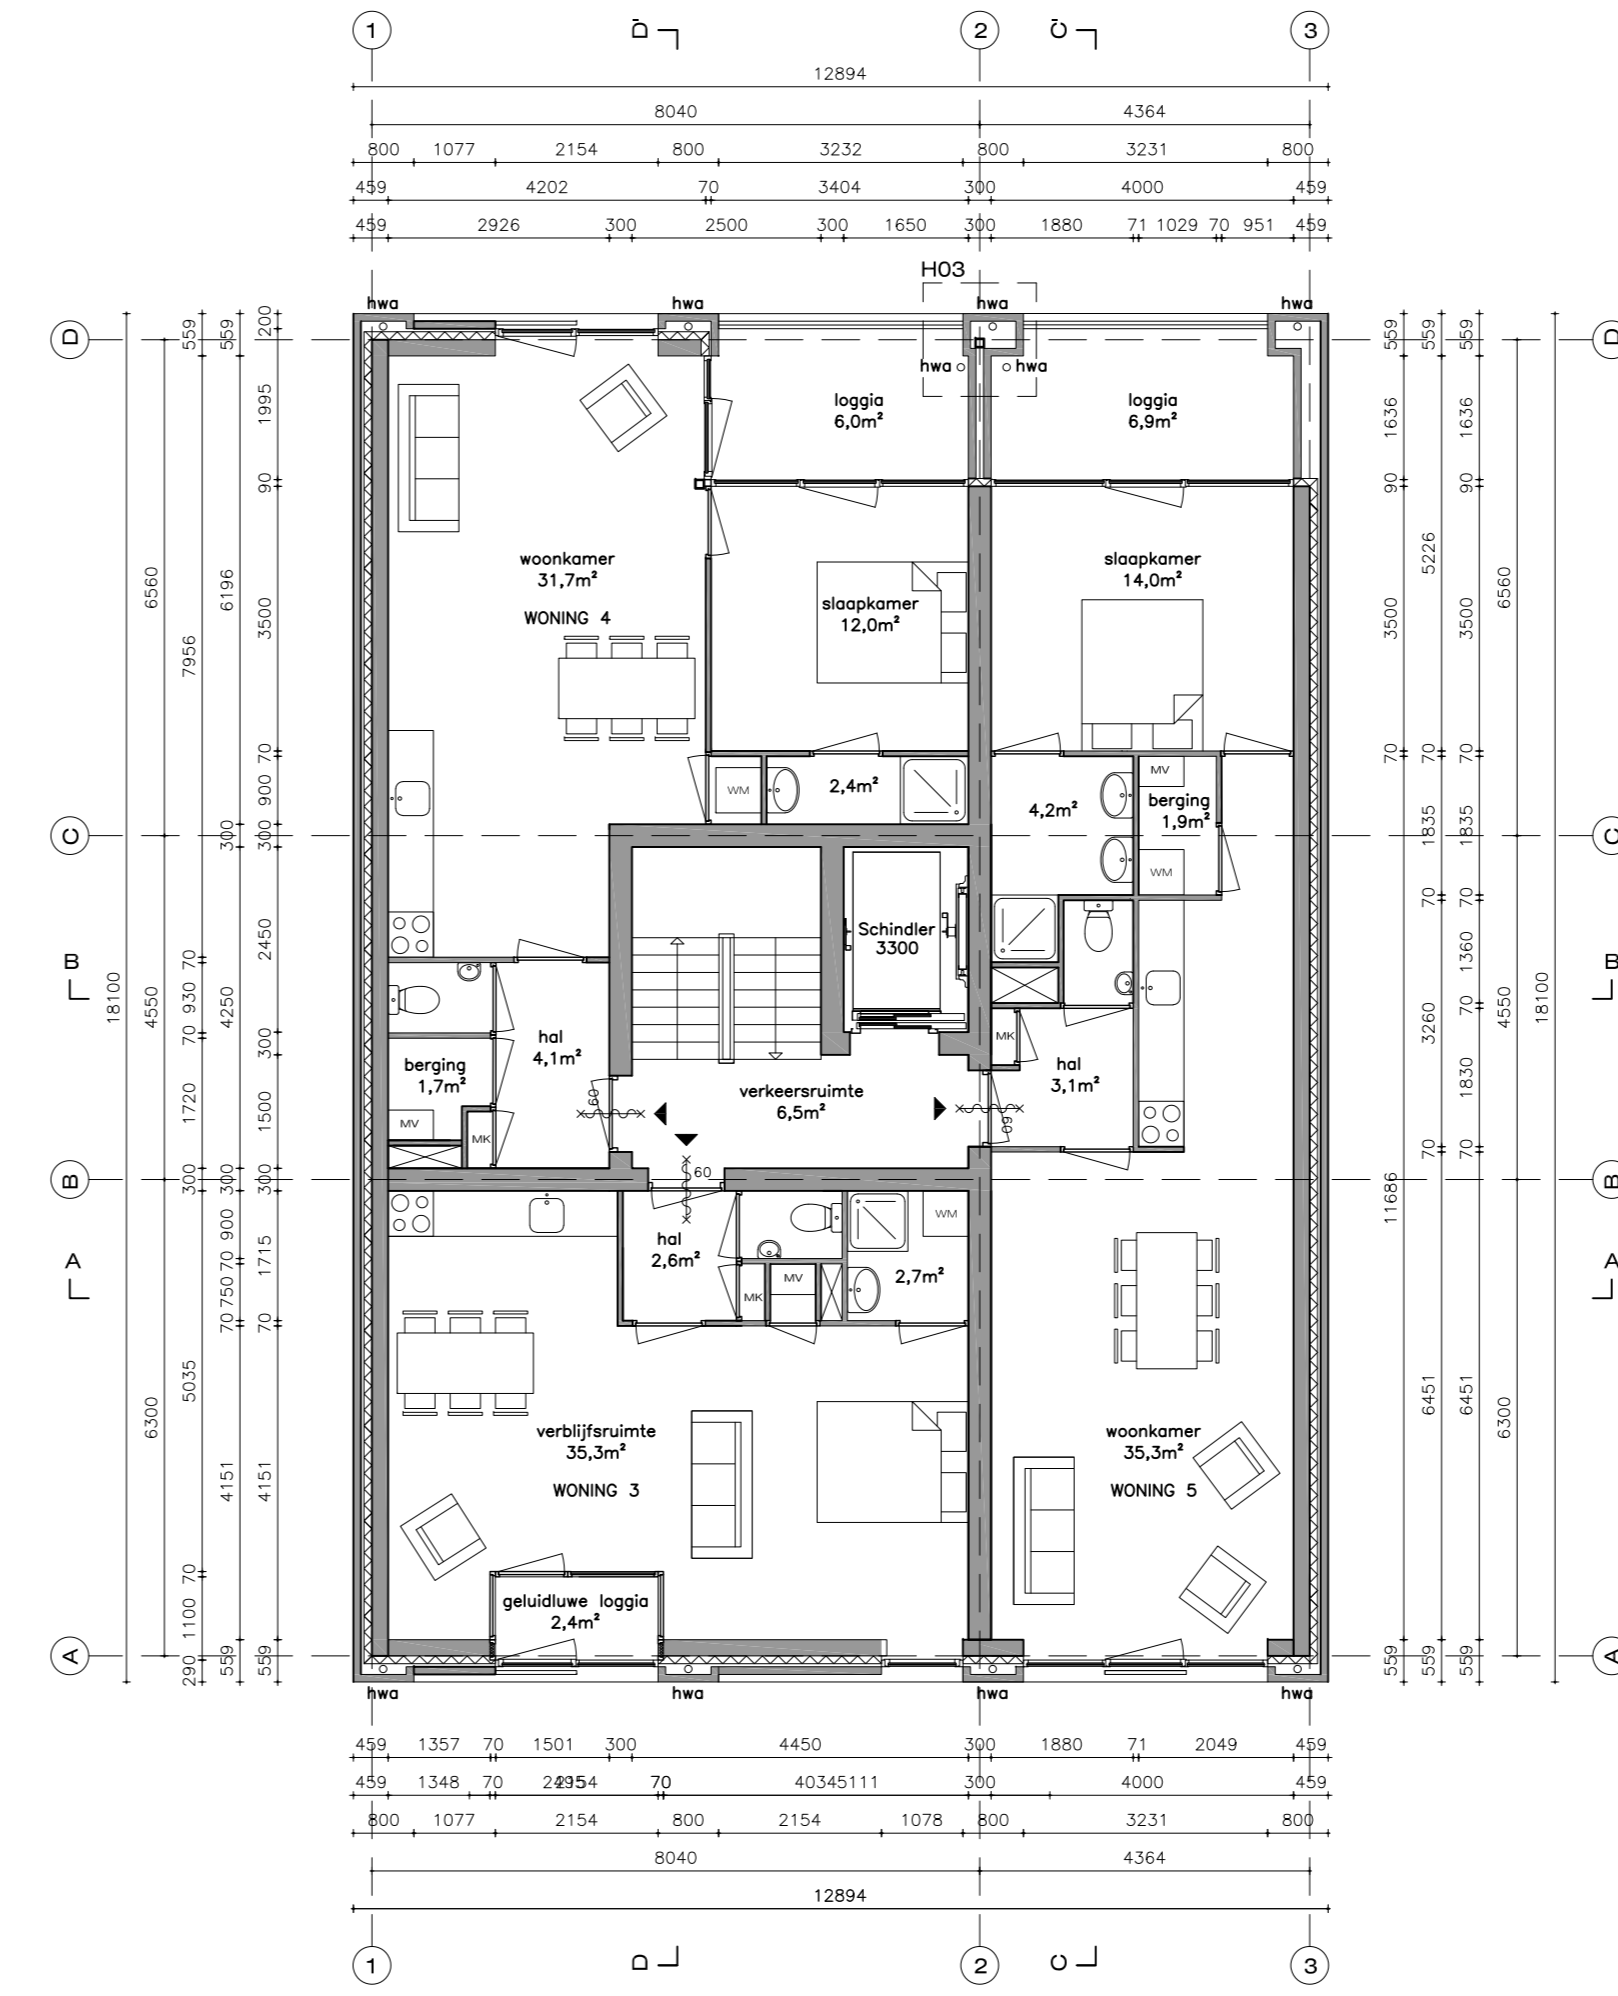 1 D' C' 2 3
12894
8040 4364
800 1077 2154 800 3232 800 3231 800
459 4202 70 3404 300 4000 459
459 2926 300 2500 300 1650 300 1880 71 1029 70 951 459
H03
hwa hwa hwa hwa
D D
hwa hwa
loggia
6,0m²
loggia
6,9m²
woonkamer
31,7m²
WONING 4
slaapkamer
12,0m²
slaapkamer
14,0m²
WM
2,4m²
4,2m²
MV
berging
1,9m²
WM
C C
Schindler
3300
B B
hal
4,1m²
berging
1,7m²
MV
MK
60
verkeersruimte
6,5m²
60
MK
hal
3,1m²
B B
60
A A
hal
2,6m²
MK
MV
WM
2,7m²
verblijfsruimte
35,3m²
WONING 3
woonkamer
35,3m²
WONING 5
geluidluwe loggia
2,4m²
A A
hwa hwa hwa hwa
18100
6560
4550
6300
559
7956
70
930
70
1720
300
5035
70
1100
290
559
6196
300
4250
300
900
70
750
70
4151
559
200
1995
90
3500
70
900
300
2450
300
1500
300
1715
70
4151
559
559
1636
90
3500
70
11686
559
559
5226
70
1835
70
3260
70
6451
559
559
1636
90
3500
70
1835
70
1360
70
1830
70
6451
559
6560
4550
6300
18100
459 1357 70 1501 300 4450 300 1880 71 2049 459
459 1348 70 70 40345111 300 4000 459
800 1077 2154 800 2154 1078 800 3231 800
8040 4364
12894
1 D 2 C 3